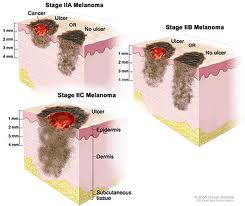 Stage IIA Melanoma
Cancer
Ulcer
OR
No ulcer
1 mm
2 mm
3 mm
4 mm
Stage IIB Melanoma
Ulcer
OR
No ulcer
1 mm
2 mm
3 mm
4 mm
Stage IIC Melanoma
Ulcer
1 mm
2 mm
3 mm
4 mm
Epidermis
Dermis
Subcutaneous
tissue